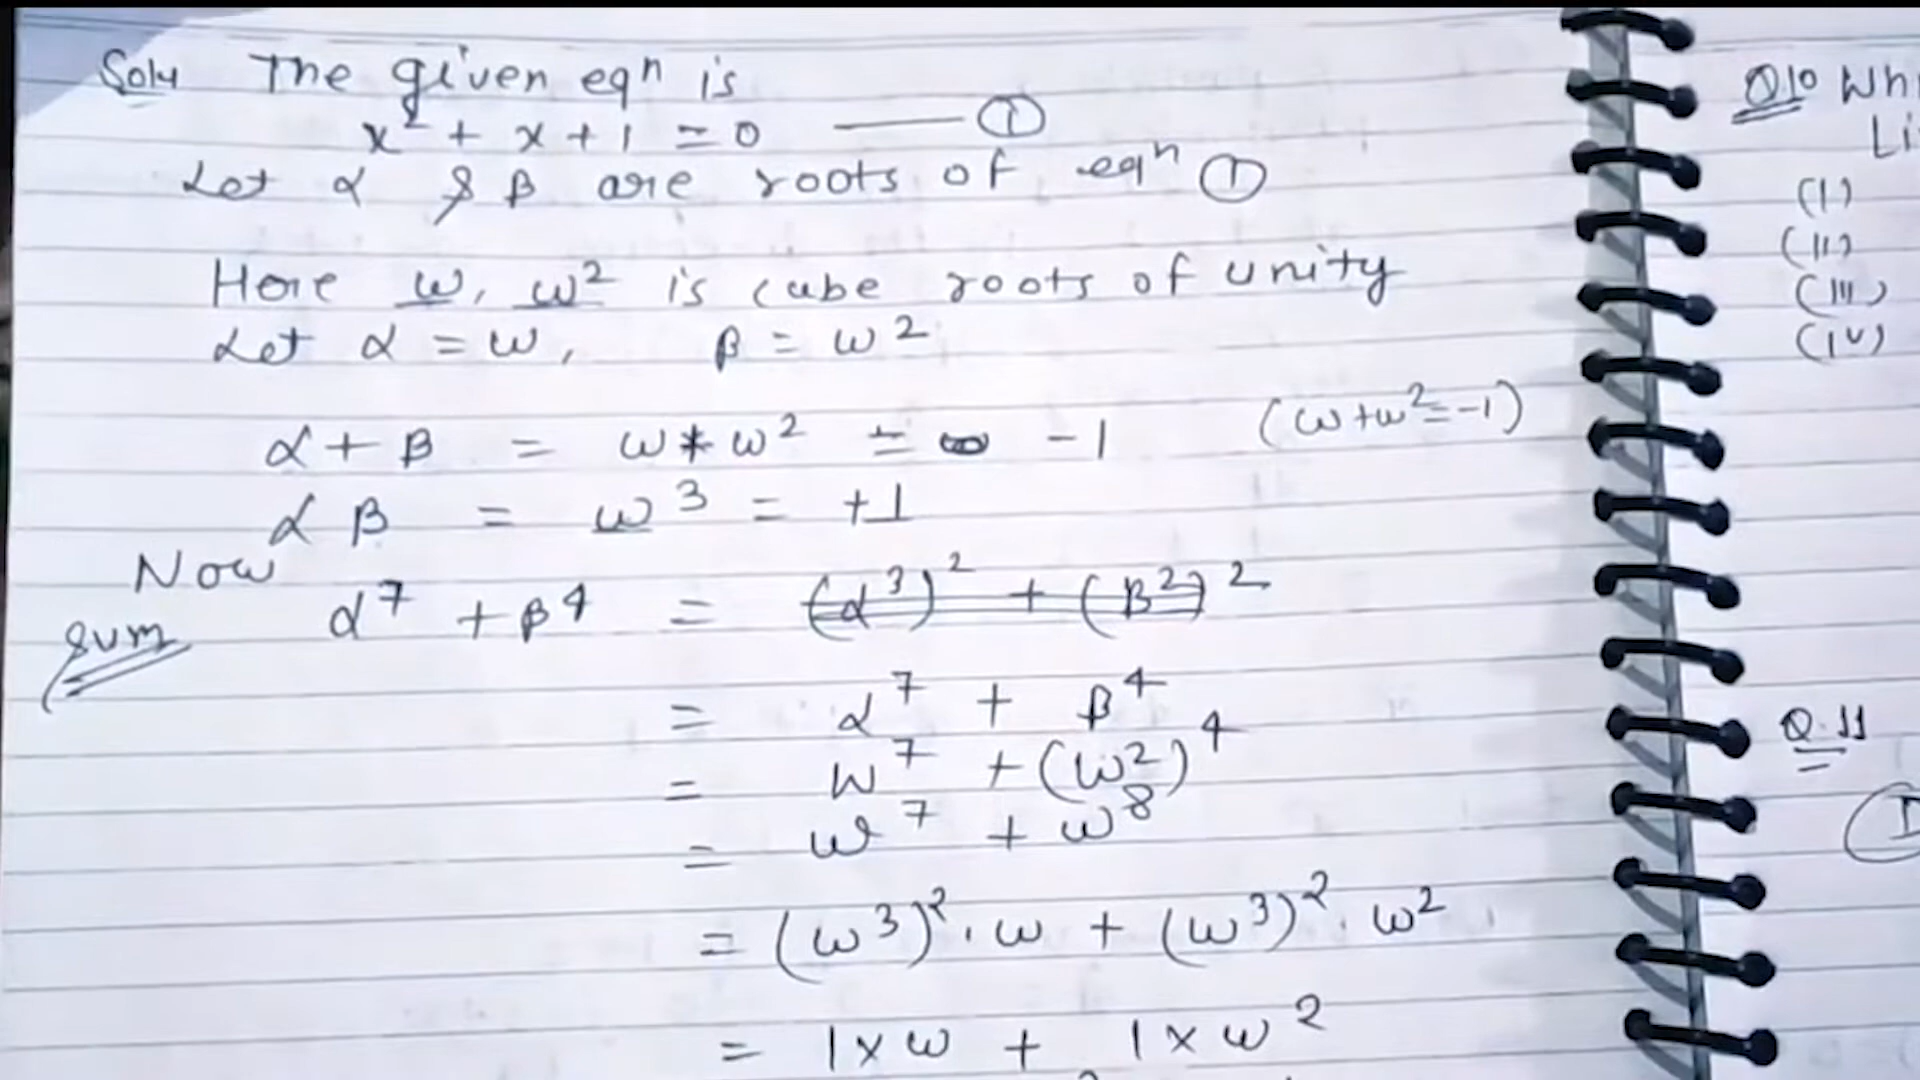 Soln The given eqn is
x² + x + 1 = 0 —— ①
Let α & β are roots of eqn ①
Here ω, ω² is cube roots of unity
Let α = ω, β = ω²
α + β = ω + ω² = -1 (ω+ω²=-1)
α β = ω³ = +1
Now
α⁷ + β⁴ = (α³)² + (β²)²
Sum
= α⁷ + β⁴
= ω⁷ + (ω²)⁴
= ω⁷ + ω⁸
= (ω³)². ω + (ω³)². ω²
= 1 x ω + 1 x ω²
Q10 Wh
Li
(I)
(II)
(III)
(IV)
Q.11